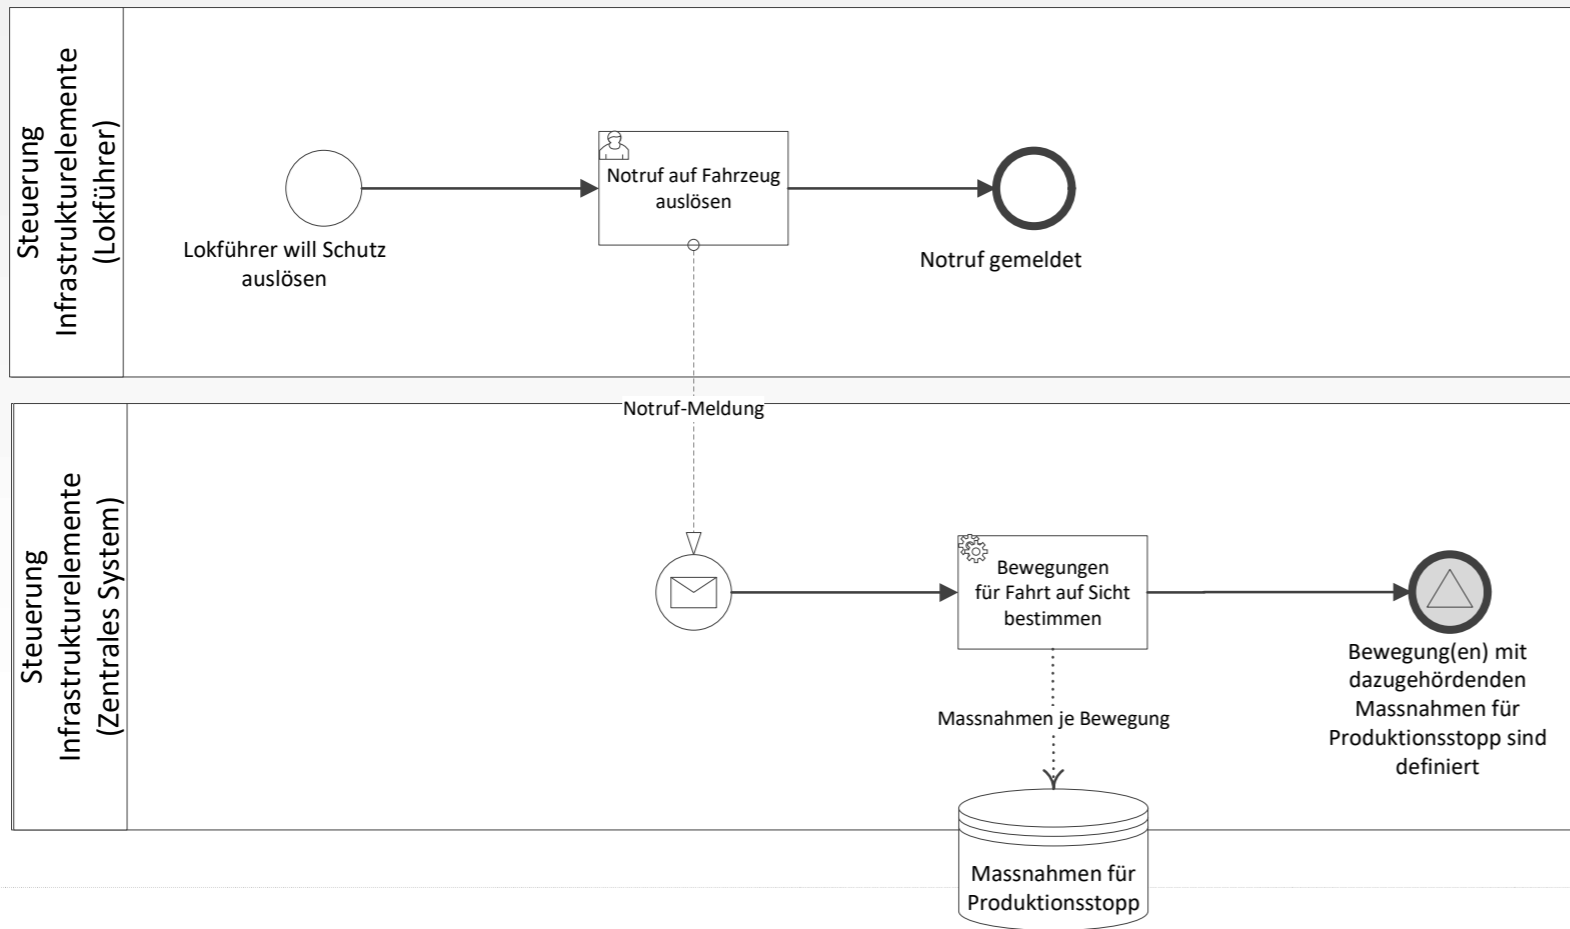 Steuerung
Infrastrukturelemente
(Lokführer)
Lokführer will Schutz
auslösen
Notruf auf Fahrzeug
auslösen
Notruf gemeldet
Notruf-Meldung
Steuerung
Infrastrukturelemente
(Zentrales System)
Bewegungen
für Fahrt auf Sicht
bestimmen
Bewegung(en) mit
dazugehördenden
Massnahmen für
Produktionsstopp sind
definiert
Massnahmen je Bewegung
Massnahmen für
Produktionsstopp